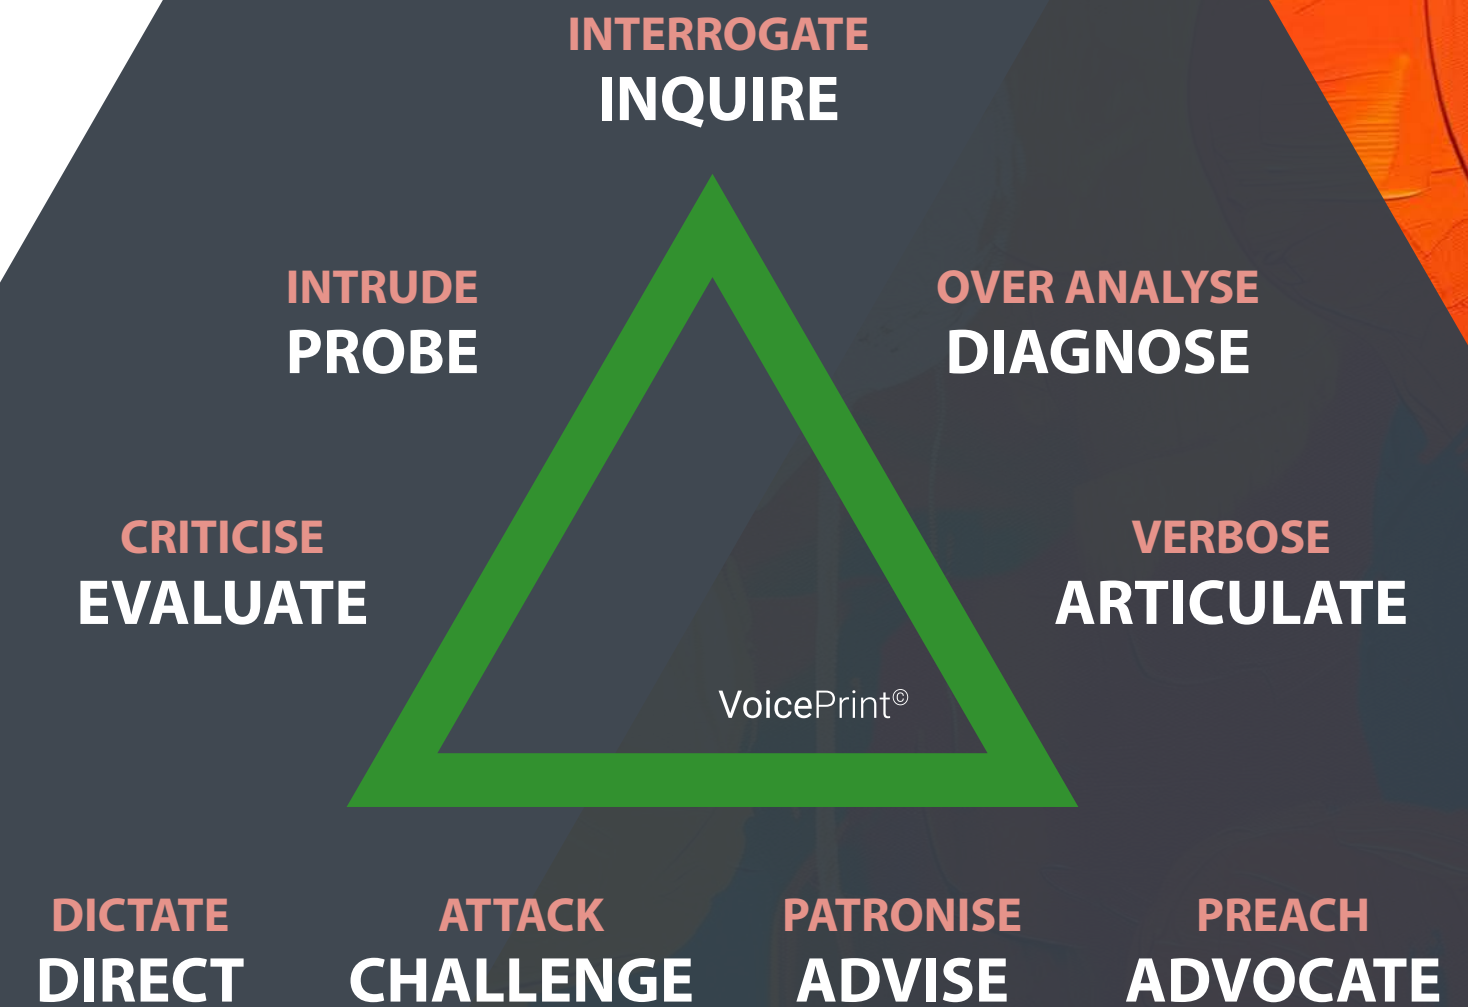 INTERROGATE
INQUIRE
INTRUDE
PROBE
OVER ANALYSE
DIAGNOSE
CRITICISE
EVALUATE
VERBOSE
ARTICULATE
VoicePrint©
DICTATE
DIRECT
ATTACK
CHALLENGE
PATRONISE
ADVISE
PREACH
ADVOCATE